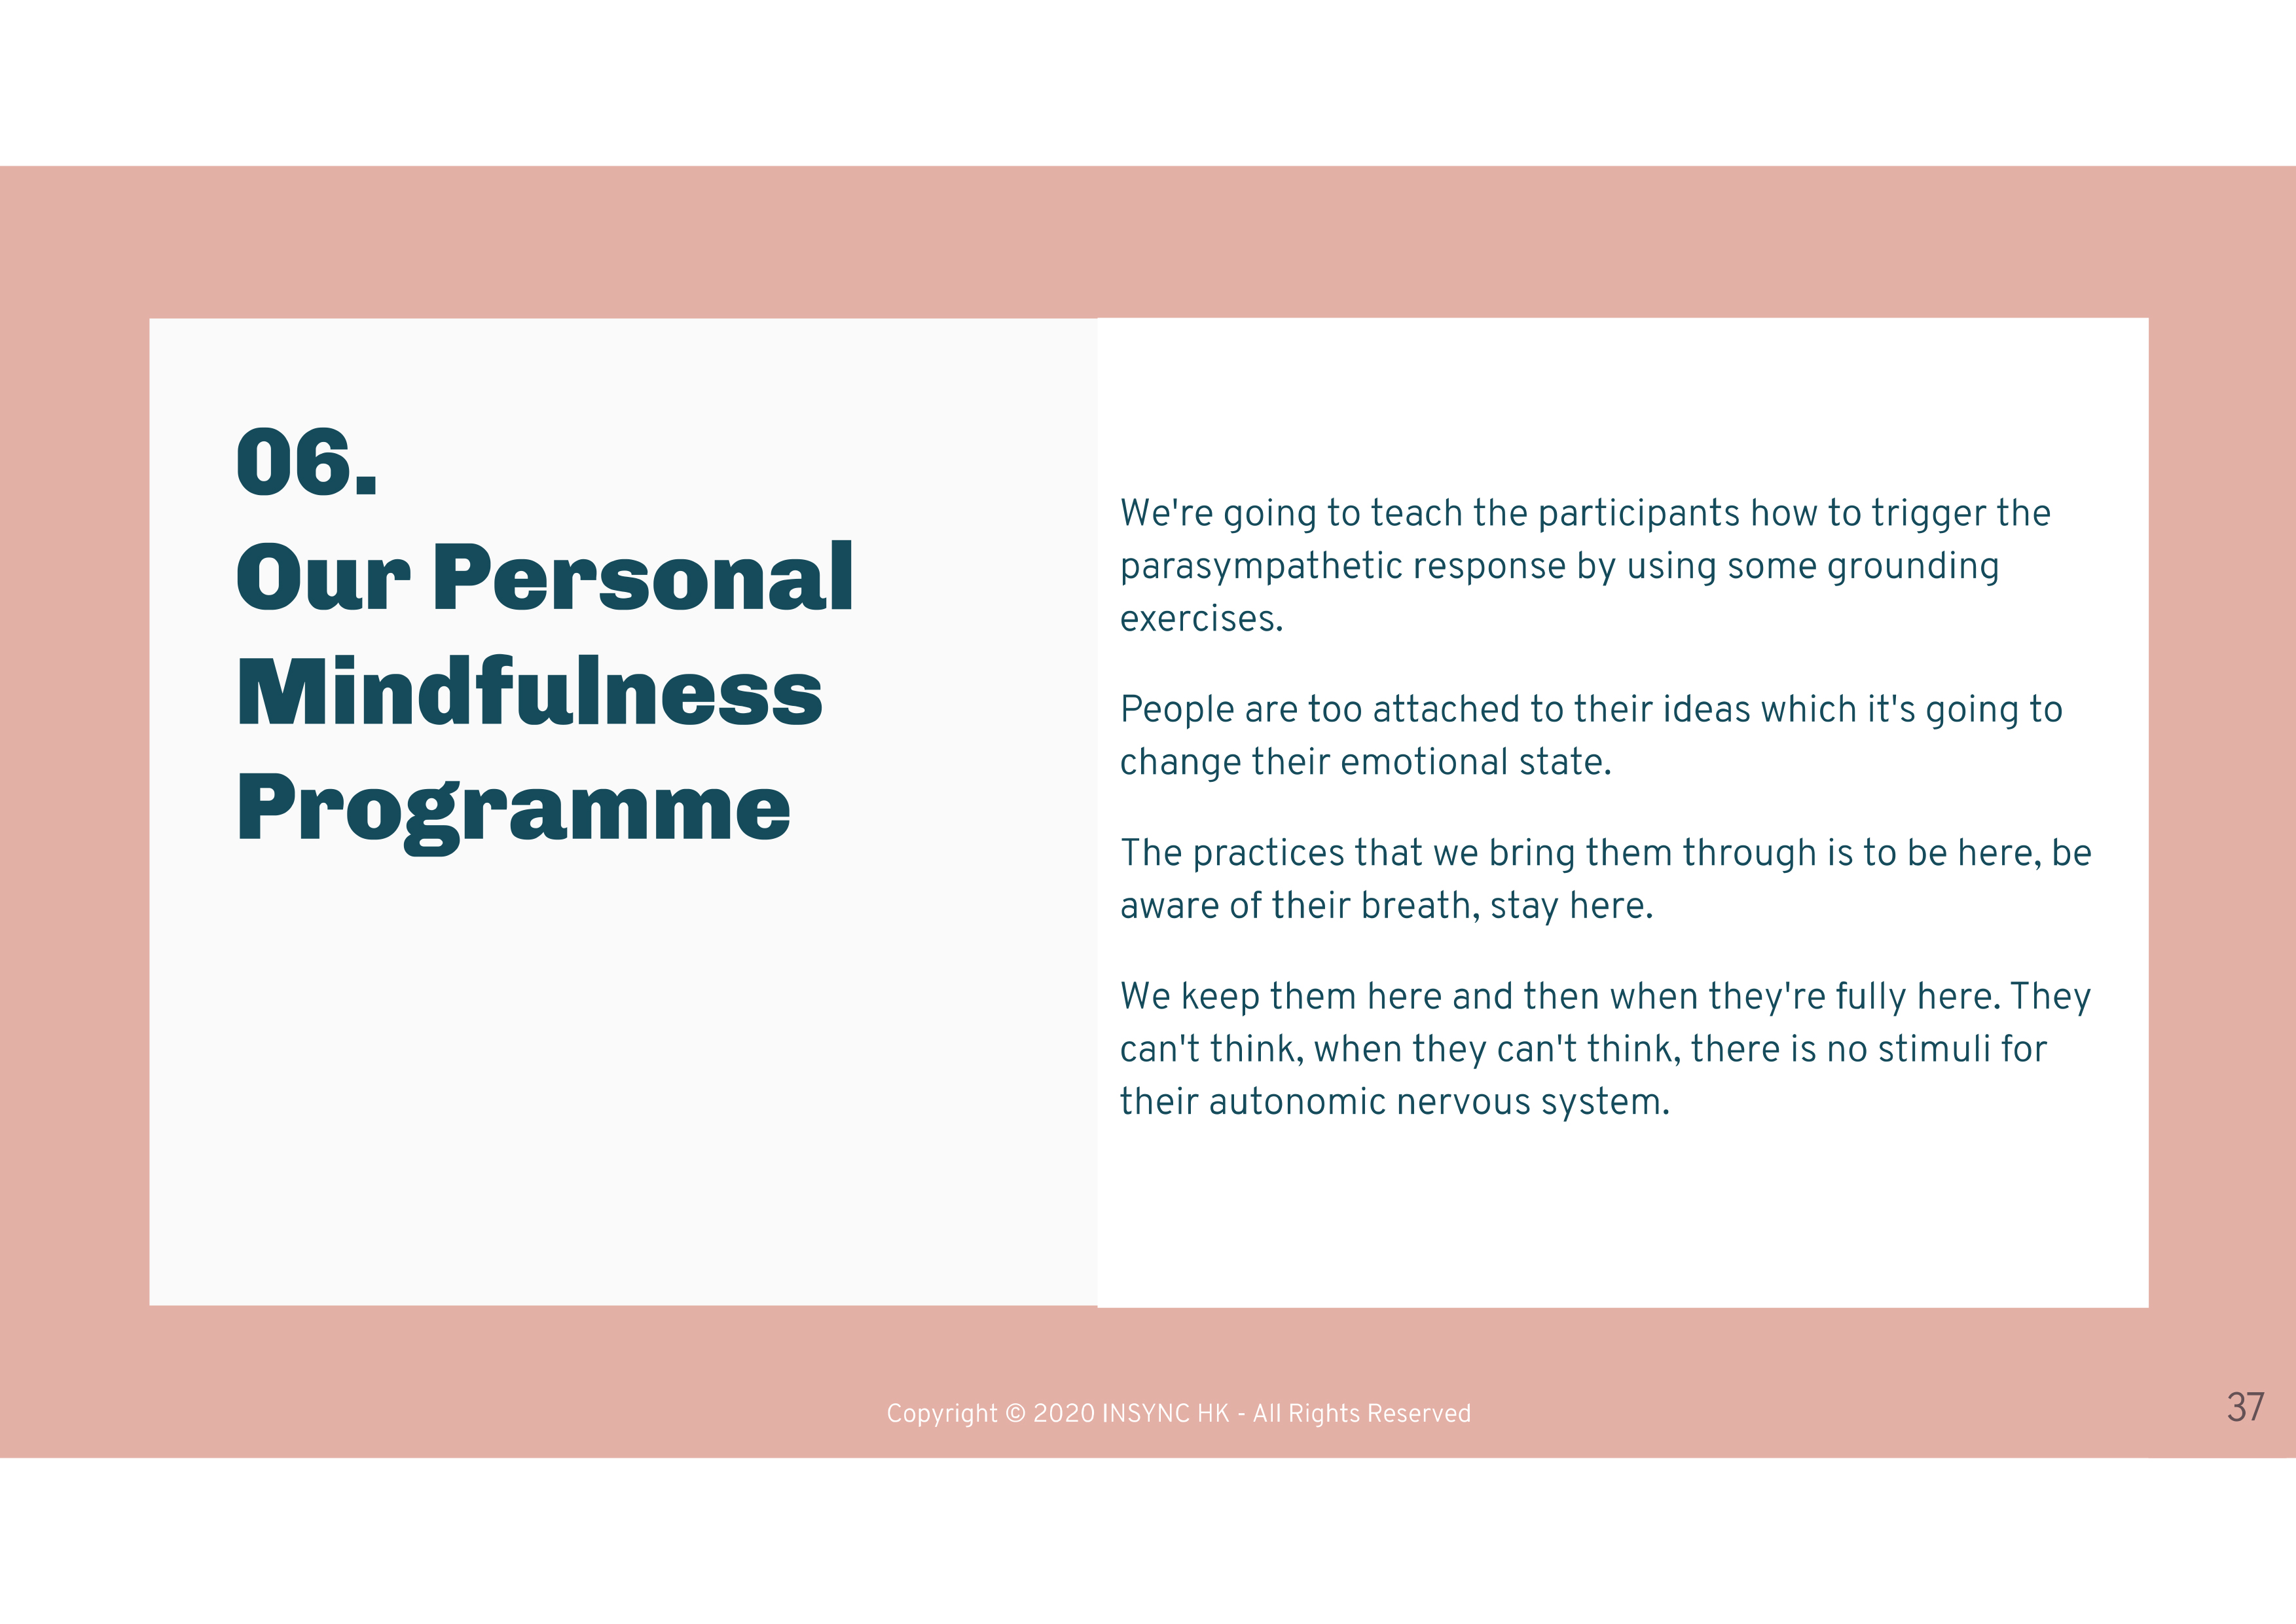 06.
Our Personal
Mindfulness
Programme
We're going to teach the participants how to trigger the
parasympathetic response by using some grounding
exercises.
People are too attached to their ideas which it's going to
change their emotional state.
The practices that we bring them through is to be here, be
aware of their breath, stay here.
We keep them here and then when they're fully here. They
can't think, when they can't think, there is no stimuli for
their autonomic nervous system.
Copyright © 2020 INSYNC HK - All Rights Reserved
37